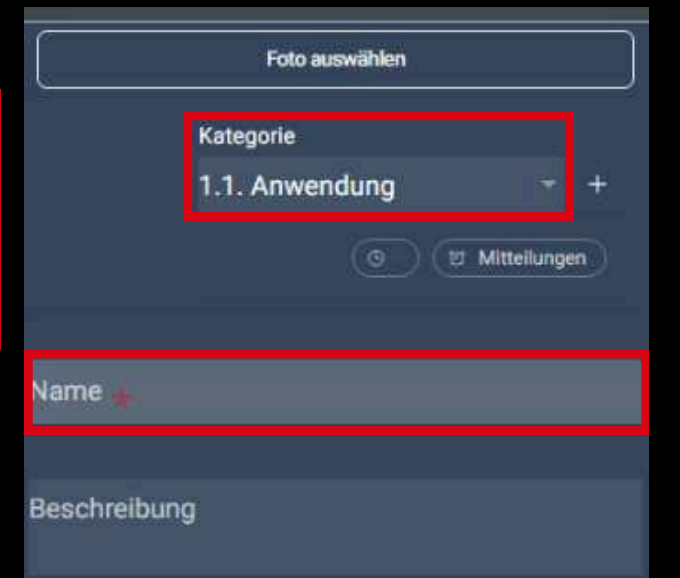 Foto auswählen
Kategorie
1.1. Anwendung
+
Mitteilungen
Name *
Beschreibung